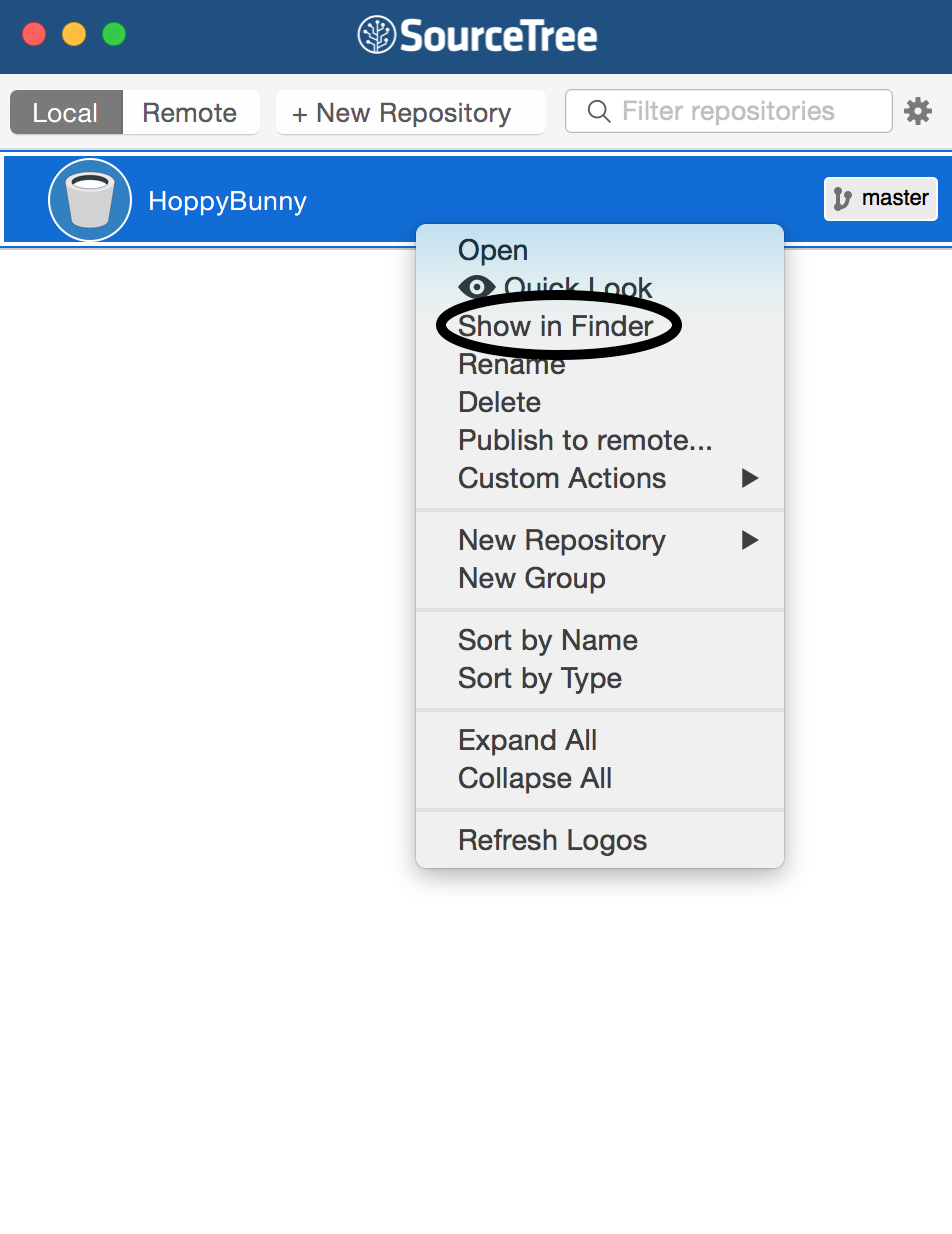 SourceTree
Local Remote + New Repository Filter repositories
HoppyBunny master
Open
Quick Look
Show in Finder
Rename
Delete
Publish to remote...
Custom Actions
New Repository
New Group
Sort by Name
Sort by Type
Expand All
Collapse All
Refresh Logos